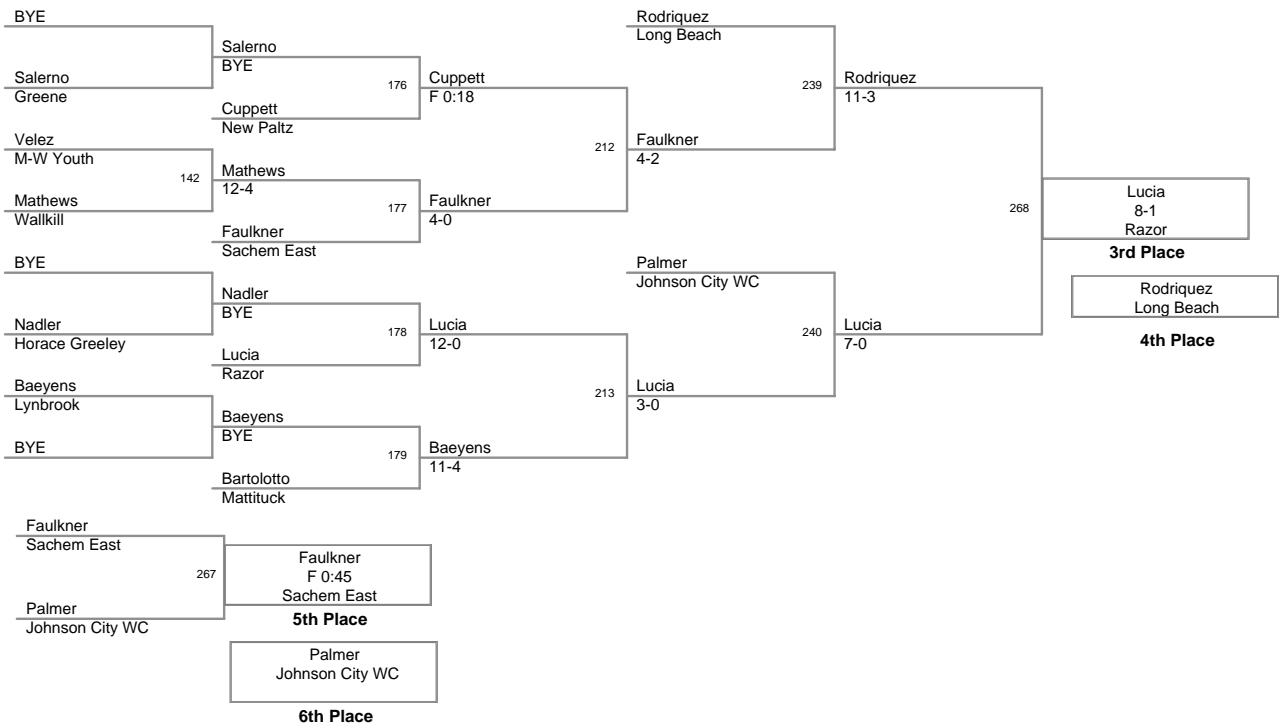 BYE
Salerno
Greene
Velez
M-W Youth
142
Mathews
Wallkill
BYE
Nadler
Horace Greeley
Baeyens
Lynbrook
BYE
Salerno
BYE
176
Cuppett
New Paltz
Mathews
12-4
177
Faulkner
Sachem East
Nadler
BYE
178
Lucia
Razor
Baeyens
BYE
179
Bartolotto
Mattituck
Cuppett
F 0:18
212
Faulkner
4-0
Lucia
12-0
213
Baeyens
11-4
Rodriquez
Long Beach
239
Faulkner
4-2
Palmer
Johnson City WC
240
Lucia
3-0
Rodriquez
11-3
268
Lucia
7-0
Lucia
8-1
Razor
3rd Place
Rodriquez
Long Beach
4th Place
Faulkner
Sachem East
267
Palmer
Johnson City WC
Faulkner
F 0:45
Sachem East
5th Place
Palmer
Johnson City WC
6th Place